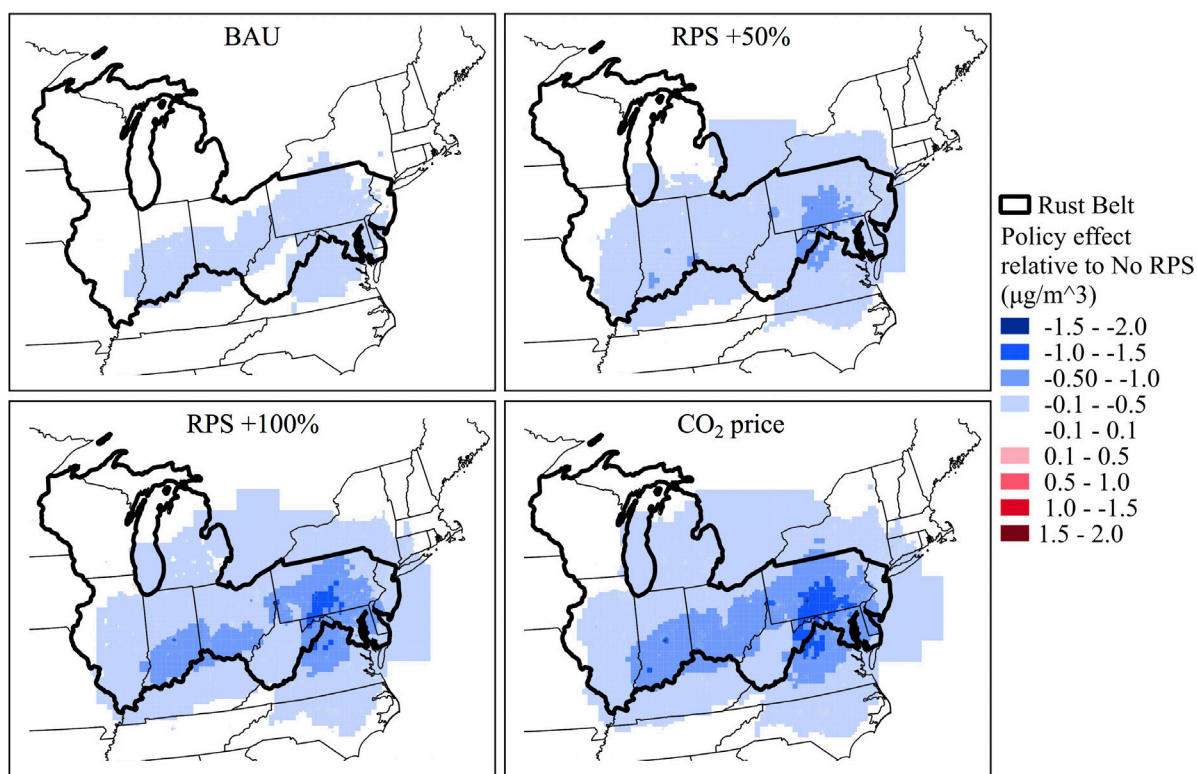 BAU
RPS +50%
RPS +100%
CO₂ price
Rust Belt
Policy effect
relative to No RPS
(µg/m^3)
-1.5 - -2.0
-1.0 - -1.5
-0.50 - -1.0
-0.1 - -0.5
-0.1 - 0.1
0.1 - 0.5
0.5 - 1.0
1.0 - -1.5
1.5 - 2.0